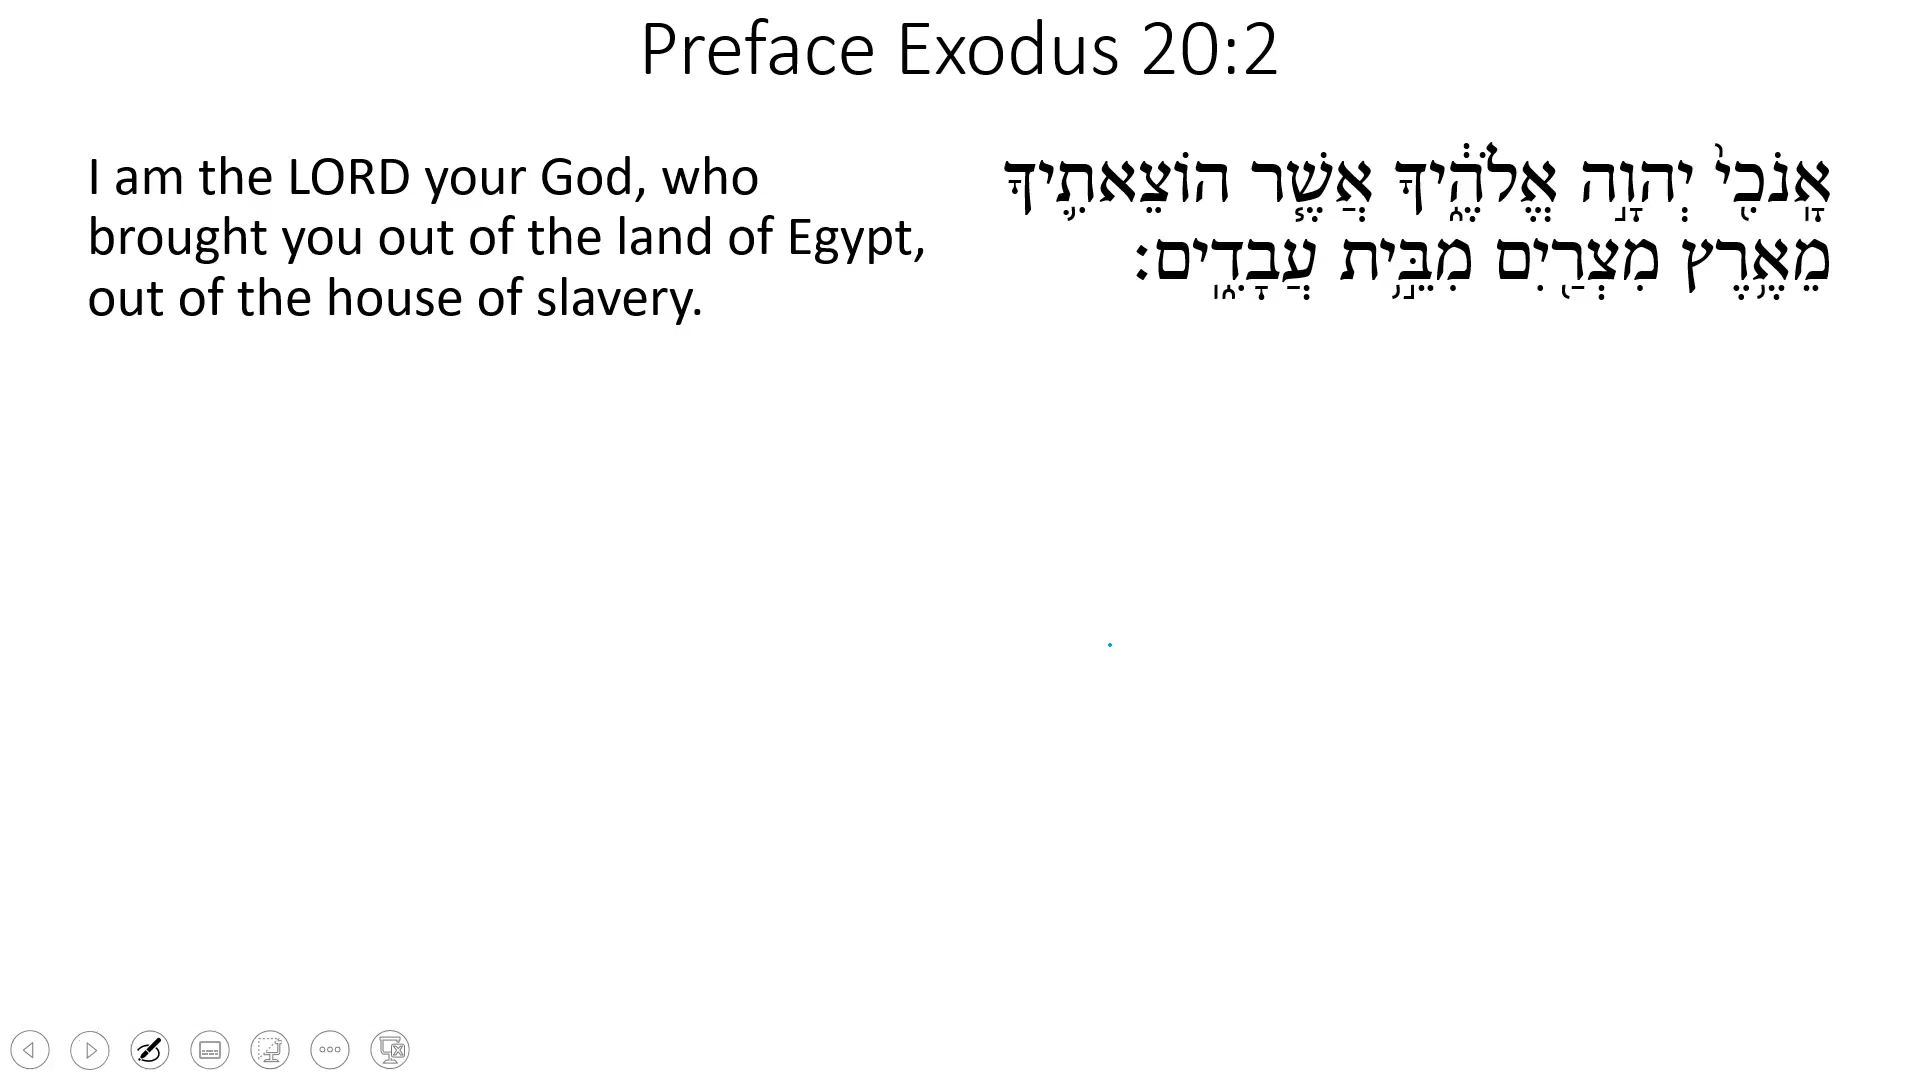 Preface Exodus 20:2
I am the LORD your God, who
brought you out of the land of Egypt,
out of the house of slavery.
אָֽנֹכִ֖י֙ יְהוָ֣ה אֱלֹהֶ֑֔יךָ אֲשֶׁ֧ר הוֹצֵאתִ֛יךָ
מֵאֶ֥רֶץ מִצְרַ֖יִם מִבֵּ֣֥ית עֲבָדִ֑͏ֽים׃